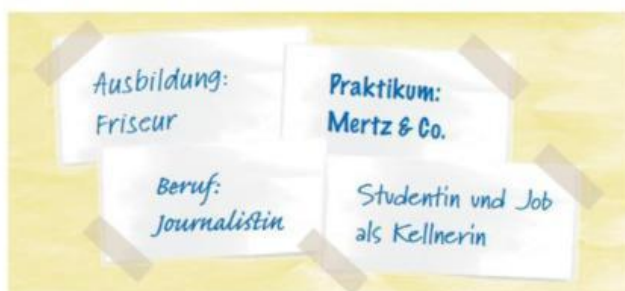 Ausbildung:
Friseur
Praktikum:
Mertz & Co.
Beruf:
Journalistin
Studentin und Job
als Kellnerin